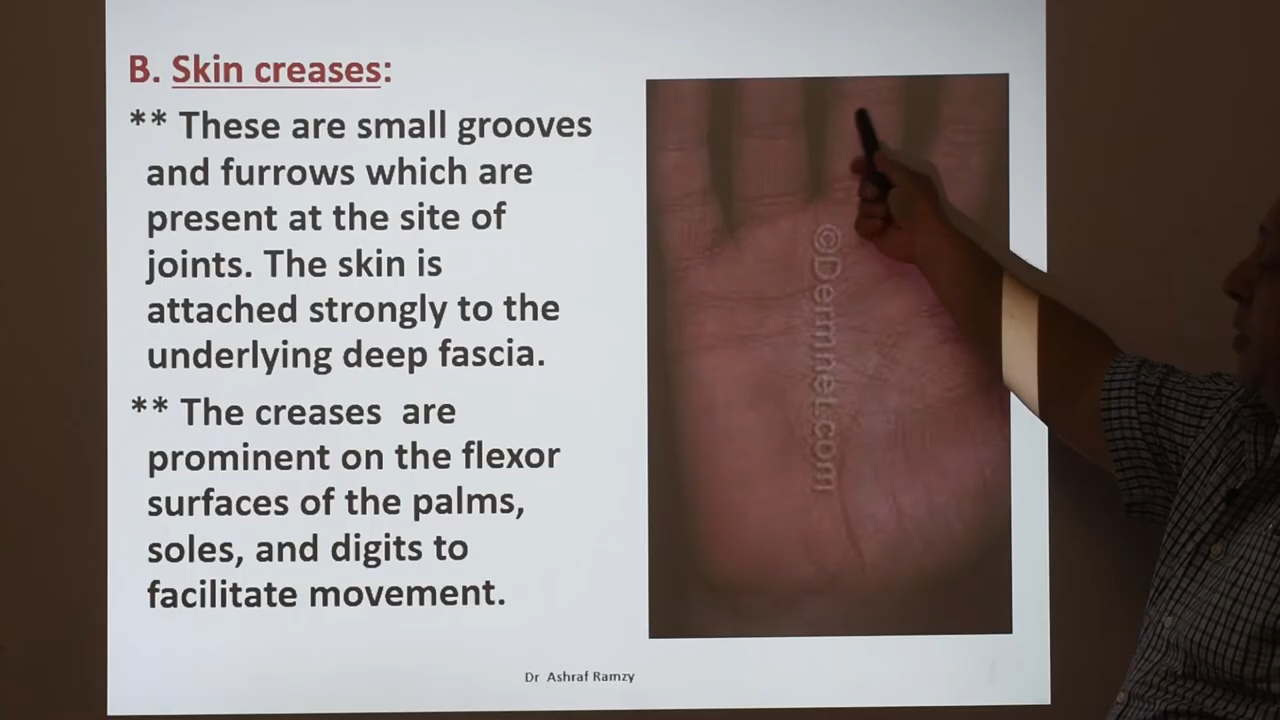 B. Skin creases:
** These are small grooves
and furrows which are
present at the site of
joints. The skin is
attached strongly to the
underlying deep fascia.
** The creases are
prominent on the flexor
surfaces of the palms,
soles, and digits to
facilitate movement.
©Dermnet.com
Dr Ashraf Ramzy